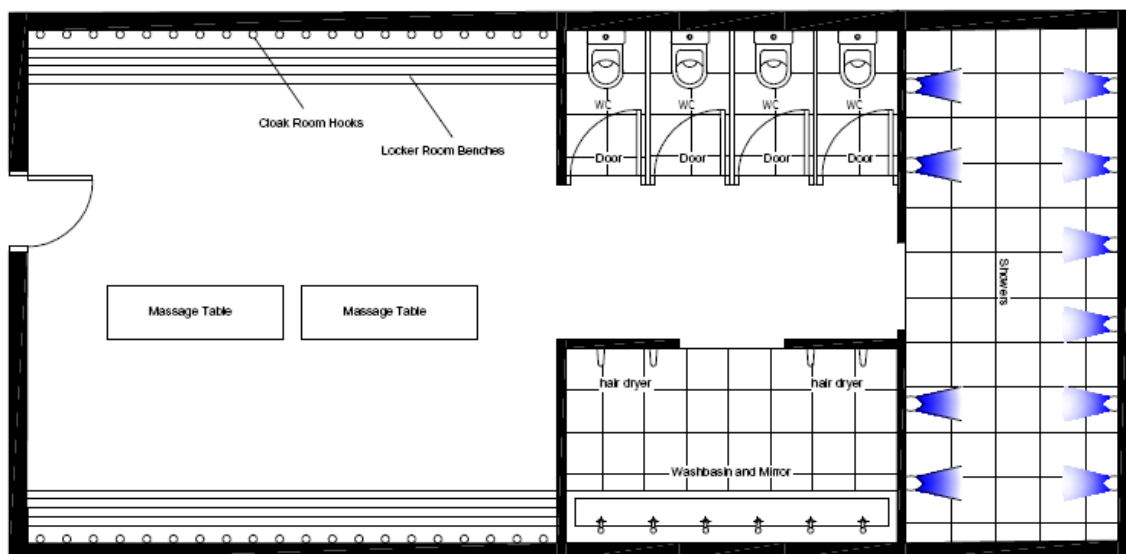 Cloak Room Hooks
Locker Room Benches
WC
WC
WC
WC
Door
Door
Door
Door
Massage Table
Massage Table
Showers
hair dryer
hair dryer
Washbasin and Mirror